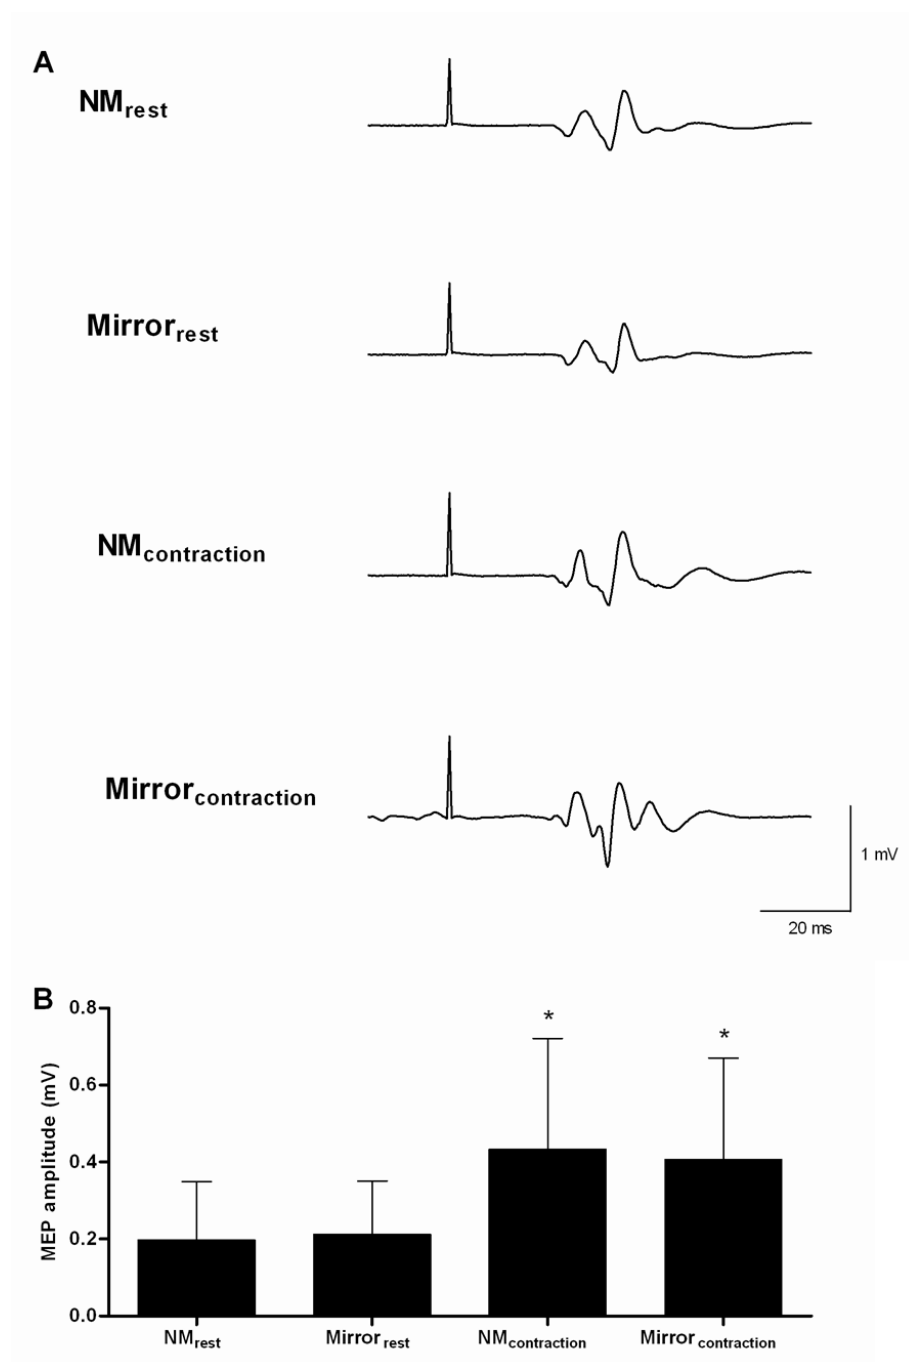 A
NMrest
Mirrorrest
NMcontraction
Mirrorcontraction
1 mV
20 ms
B
MEP amplitude (mV)
0.8
*
*
0.6
0.4
0.2
0.0
NMrest Mirrorrest NMcontraction Mirrorcontraction